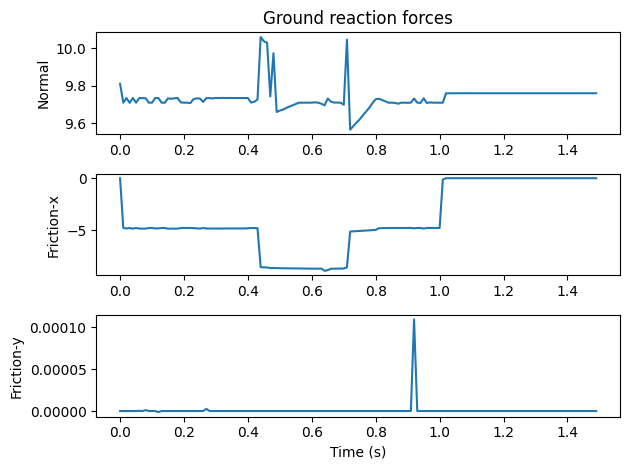 Ground reaction forces
Normal
10.0
9.8
9.6
0.0 0.2 0.4 0.6 0.8 1.0 1.2 1.4
Friction-x
0
−5
0.0 0.2 0.4 0.6 0.8 1.0 1.2 1.4
Friction-y
0.00010
0.00005
0.00000
0.0 0.2 0.4 0.6 0.8 1.0 1.2 1.4
Time (s)